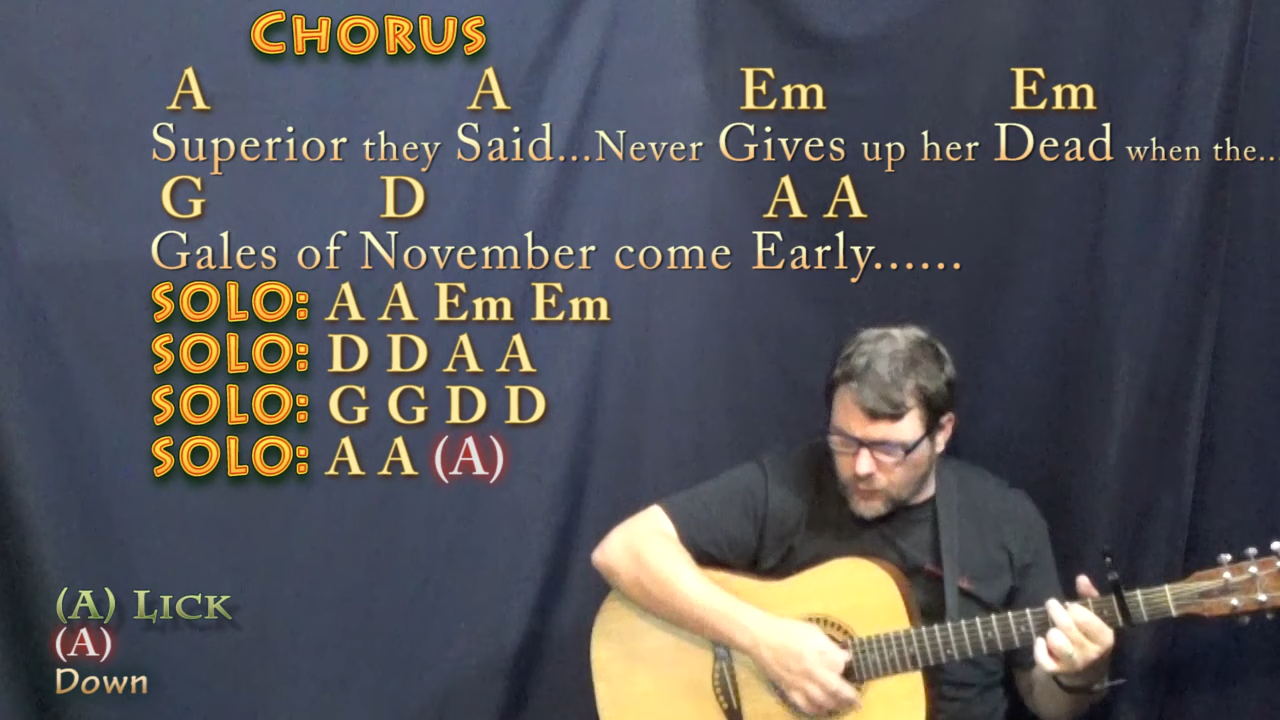 CHORUS
A A Em Em
Superior they Said...Never Gives up her Dead when the..
G D A A
Gales of November come Early......
SOLO: A A Em Em
SOLO: D D A A
SOLO: G G D D
SOLO: A A (A)
(A) LICK
(A)
Down